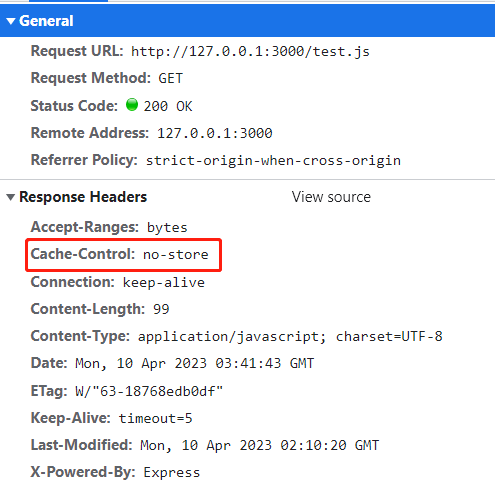 General
Request URL: http://127.0.0.1:3000/test.js
Request Method: GET
Status Code: 200 OK
Remote Address: 127.0.0.1:3000
Referrer Policy: strict-origin-when-cross-origin
Response Headers View source
Accept-Ranges: bytes
Cache-Control: no-store
Connection: keep-alive
Content-Length: 99
Content-Type: application/javascript; charset=UTF-8
Date: Mon, 10 Apr 2023 03:41:43 GMT
ETag: W/"63-18768edb0df"
Keep-Alive: timeout=5
Last-Modified: Mon, 10 Apr 2023 02:10:20 GMT
X-Powered-By: Express